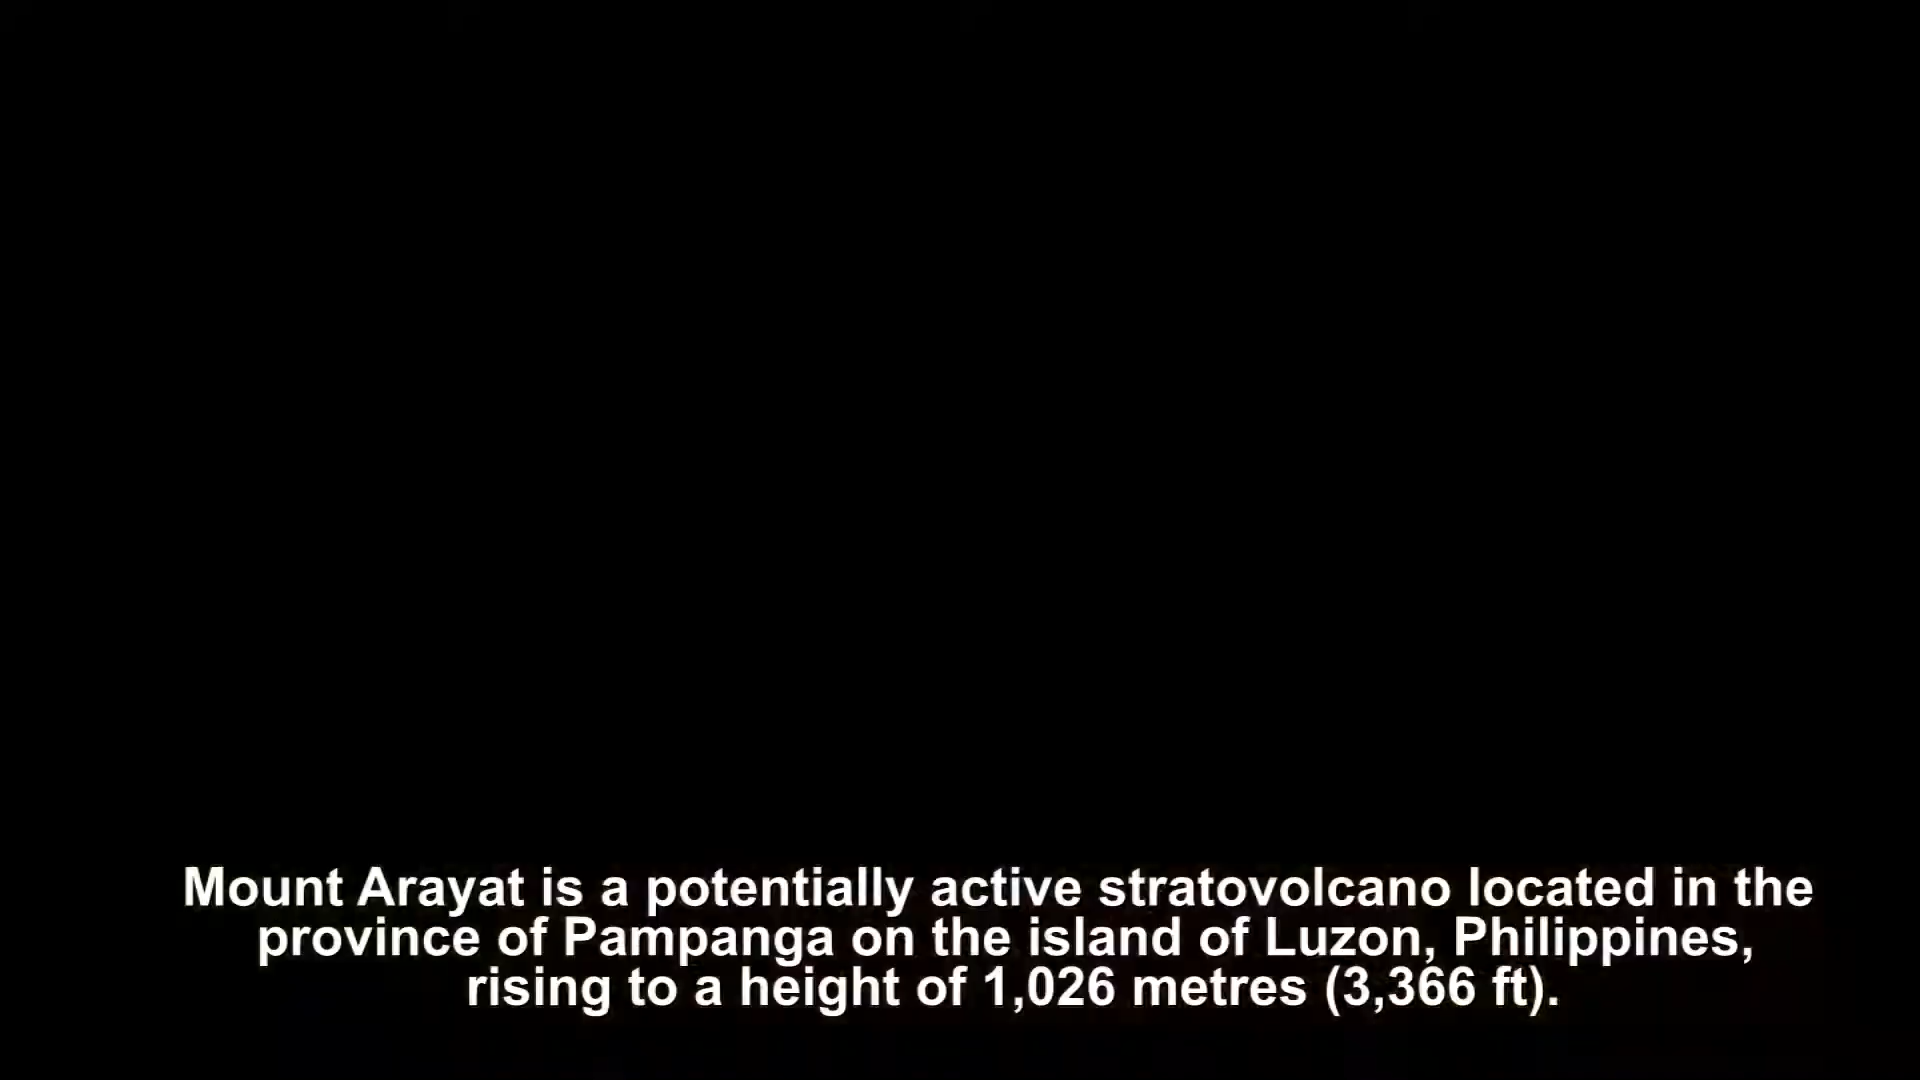 Mount Arayat is a potentially active stratovolcano located in the
province of Pampanga on the island of Luzon, Philippines,
rising to a height of 1,026 metres (3,366 ft).